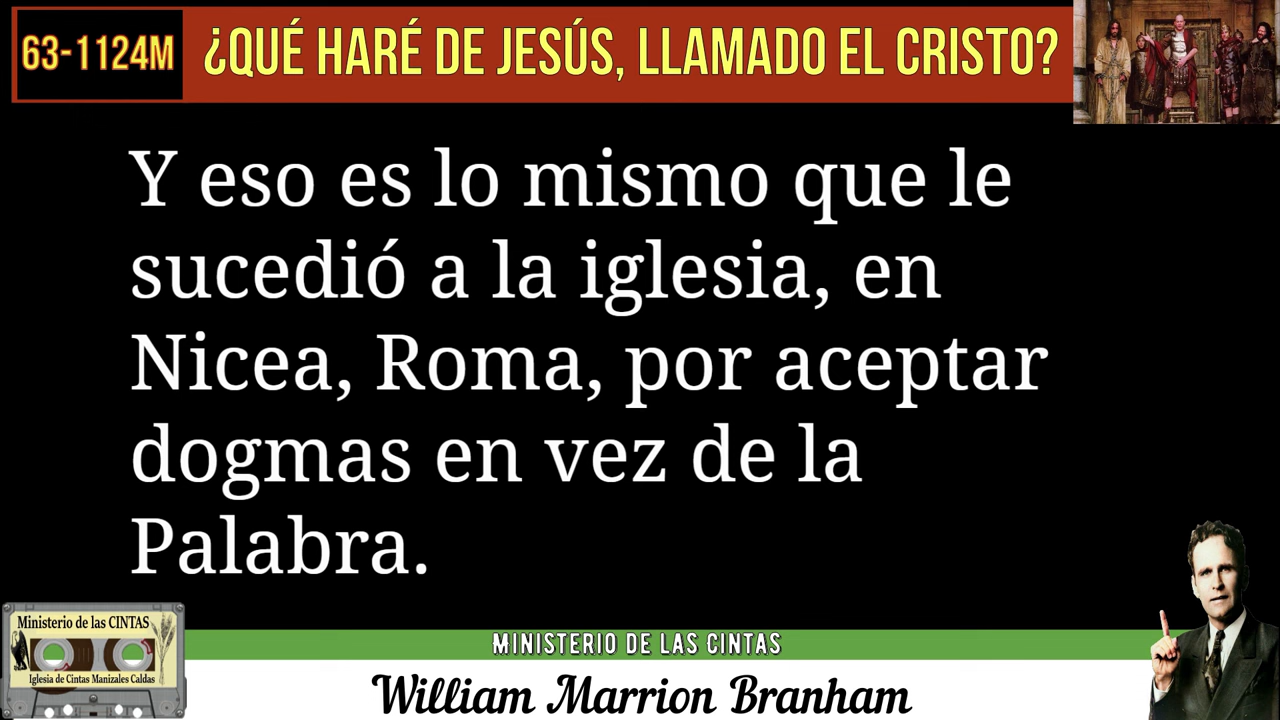 63-1124M
¿QUÉ HARÉ DE JESÚS, LLAMADO EL CRISTO?
Y eso es lo mismo que le
sucedió a la iglesia, en
Nicea, Roma, por aceptar
dogmas en vez de la
Palabra.
Ministerio de las CINTAS
Iglesia de Cintas Manizales Caldas
MINISTERIO DE LAS CINTAS
William Marrion Branham